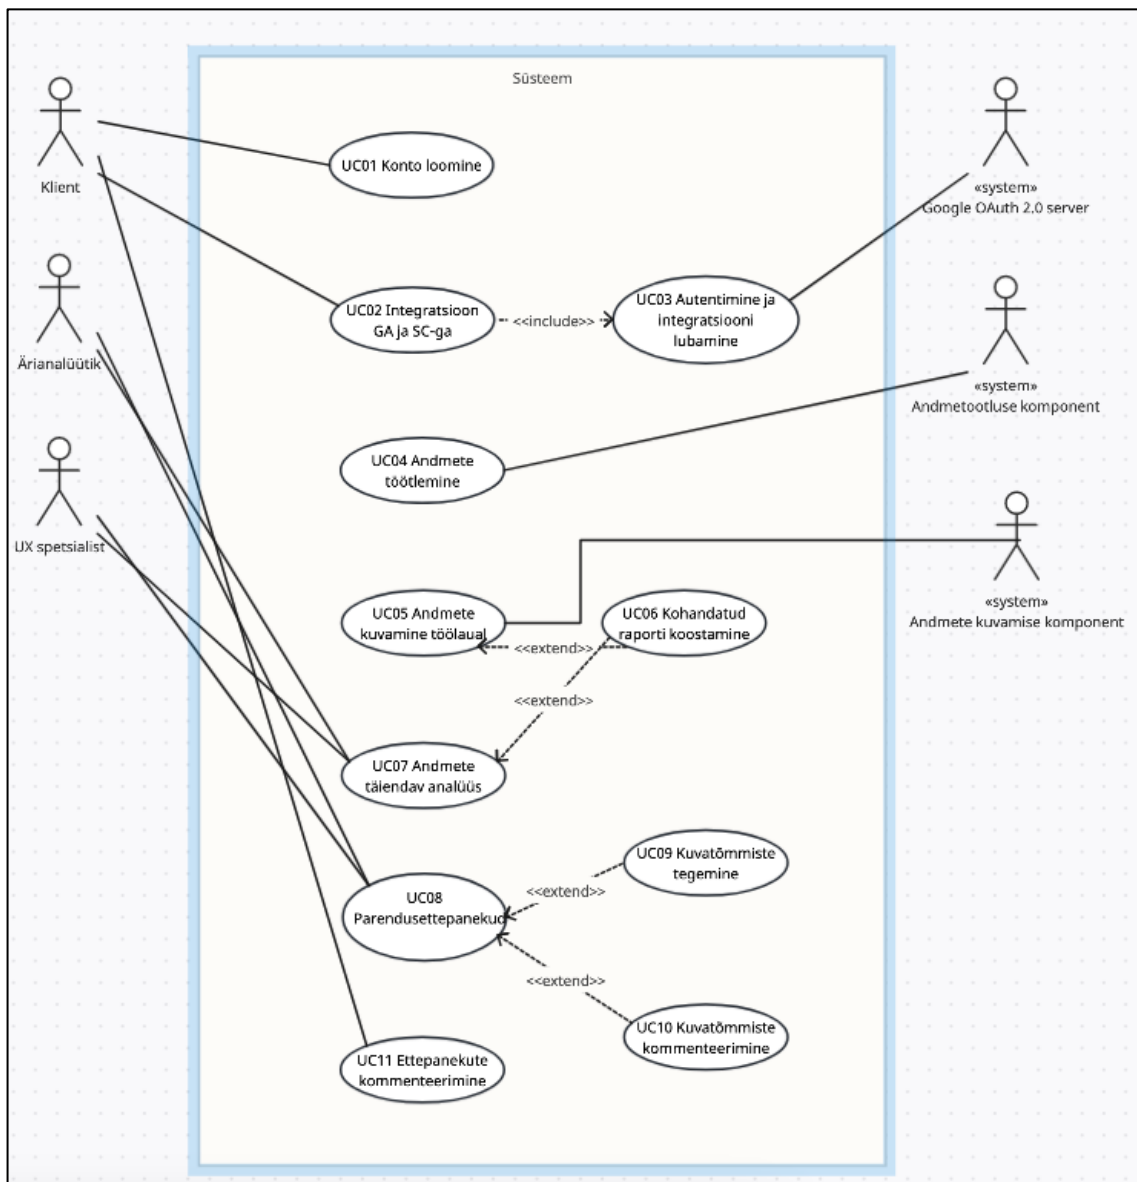 Süsteem
Klient
UC01 Konto loomine
«system»
Google OAuth 2.0 server
Ärianalüütik
UC02 Integratsioon
GA ja SC-ga
<<include>>
UC03 Autentimine ja
integratsiooni
lubamine
«system»
Andmetootluse komponent
UX spetsialist
UC04 Andmete
töötlemine
UC05 Andmete
kuvamine töölaual
<<extend>>
UC06 Kohandatud
raporti koostamine
«system»
Andmete kuvamise komponent
<<extend>>
UC07 Andmete
täiendav analüüs
UC08
Parendusettepanekud
<<extend>>
UC09 Kuvatõmmiste
tegemine
<<extend>>
UC10 Kuvatõmmiste
kommenteerimine
UC11 Ettepanekute
kommenteerimine